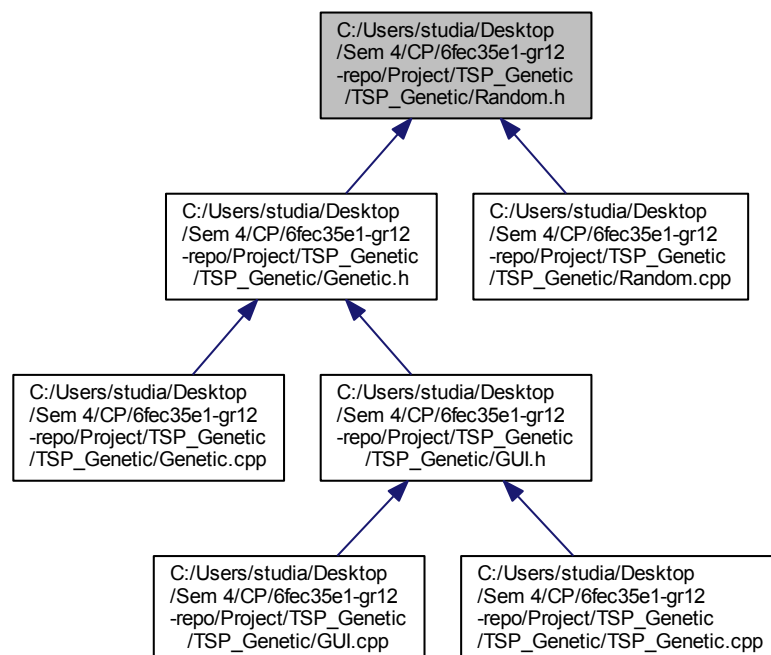 C:/Users/studia/Desktop
/Sem 4/CP/6fec35e1-gr12
-repo/Project/TSP_Genetic
/TSP_Genetic/Random.h
C:/Users/studia/Desktop
/Sem 4/CP/6fec35e1-gr12
-repo/Project/TSP_Genetic
/TSP_Genetic/Genetic.h
C:/Users/studia/Desktop
/Sem 4/CP/6fec35e1-gr12
-repo/Project/TSP_Genetic
/TSP_Genetic/Random.cpp
C:/Users/studia/Desktop
/Sem 4/CP/6fec35e1-gr12
-repo/Project/TSP_Genetic
/TSP_Genetic/Genetic.cpp
C:/Users/studia/Desktop
/Sem 4/CP/6fec35e1-gr12
-repo/Project/TSP_Genetic
/TSP_Genetic/GUI.h
C:/Users/studia/Desktop
/Sem 4/CP/6fec35e1-gr12
-repo/Project/TSP_Genetic
/TSP_Genetic/GUI.cpp
C:/Users/studia/Desktop
/Sem 4/CP/6fec35e1-gr12
-repo/Project/TSP_Genetic
/TSP_Genetic/TSP_Genetic.cpp